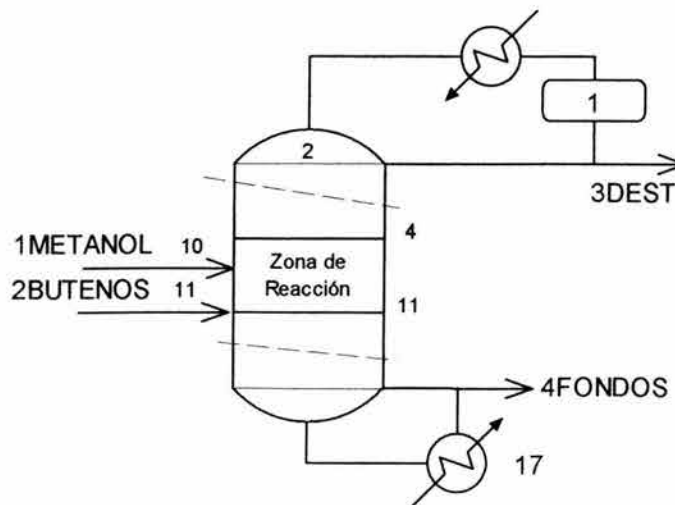 1
2
3DEST
4
1METANOL 10
Zona de
Reacción
2BUTENOS 11
11
4FONDOS
17